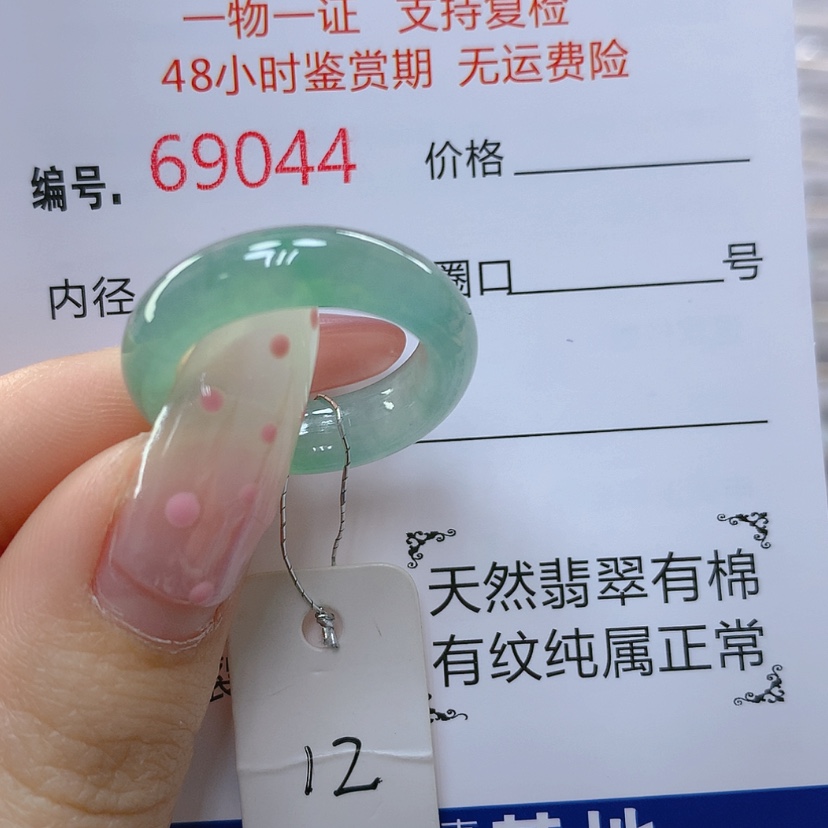 一物一证 支持复检
48小时鉴赏期 无运费险
编号. 69044 价格
内径 圈口 号
天然翡翠有棉
有纹纯属正常
12